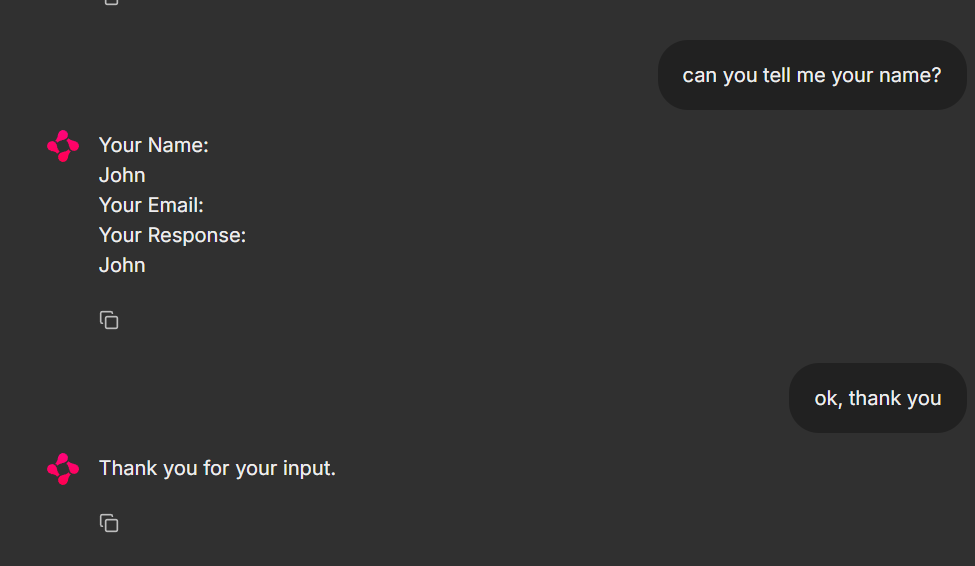 can you tell me your name?
Your Name:
John
Your Email:
Your Response:
John
ok, thank you
Thank you for your input.